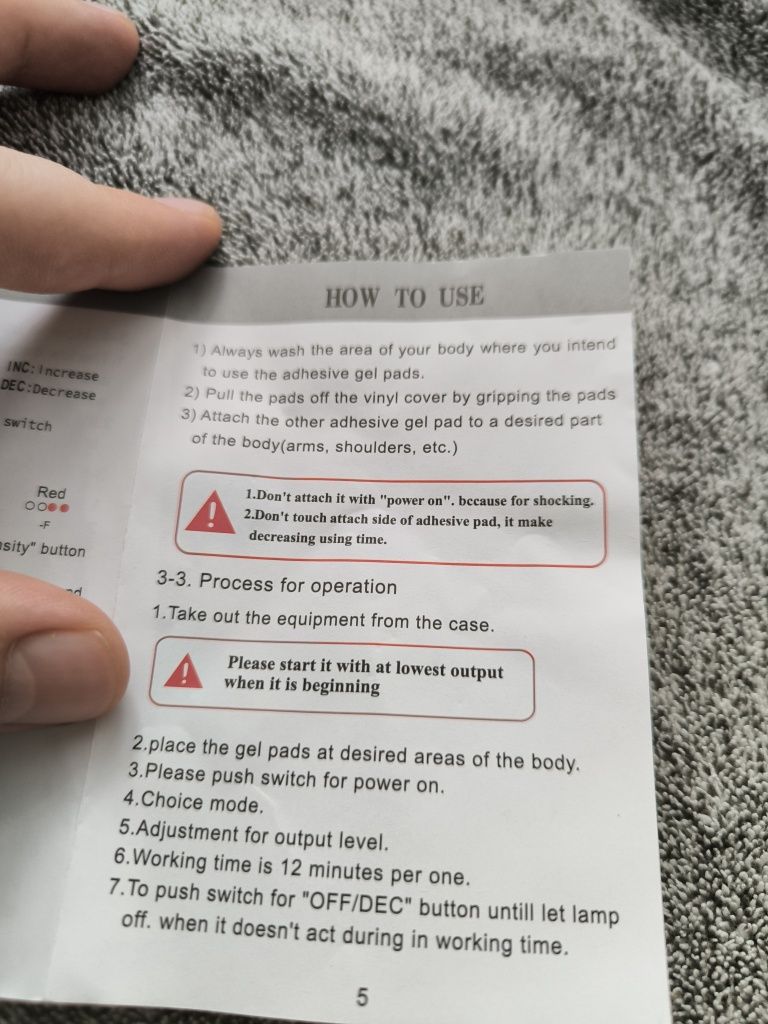 INC:Increase
DEC:Decrease
switch
Red
-F
sity" button
HOW TO USE
1) Always wash the area of your body where you intend
to use the adhesive gel pads.
2) Pull the pads off the vinyl cover by gripping the pads
3) Attach the other adhesive gel pad to a desired part
of the body(arms, shoulders, etc.)
1.Don't attach it with "power on". bccause for shocking.
2.Don't touch attach side of adhesive pad, it make
decreasing using time.
3-3. Process for operation
1.Take out the equipment from the case.
Please start it with at lowest output
when it is beginning
2.place the gel pads at desired areas of the body.
3.Please push switch for power on.
4.Choice mode.
5.Adjustment for output level.
6.Working time is 12 minutes per one.
7.To push switch for "OFF/DEC" button untill let lamp
off. when it doesn't act during in working time.
5